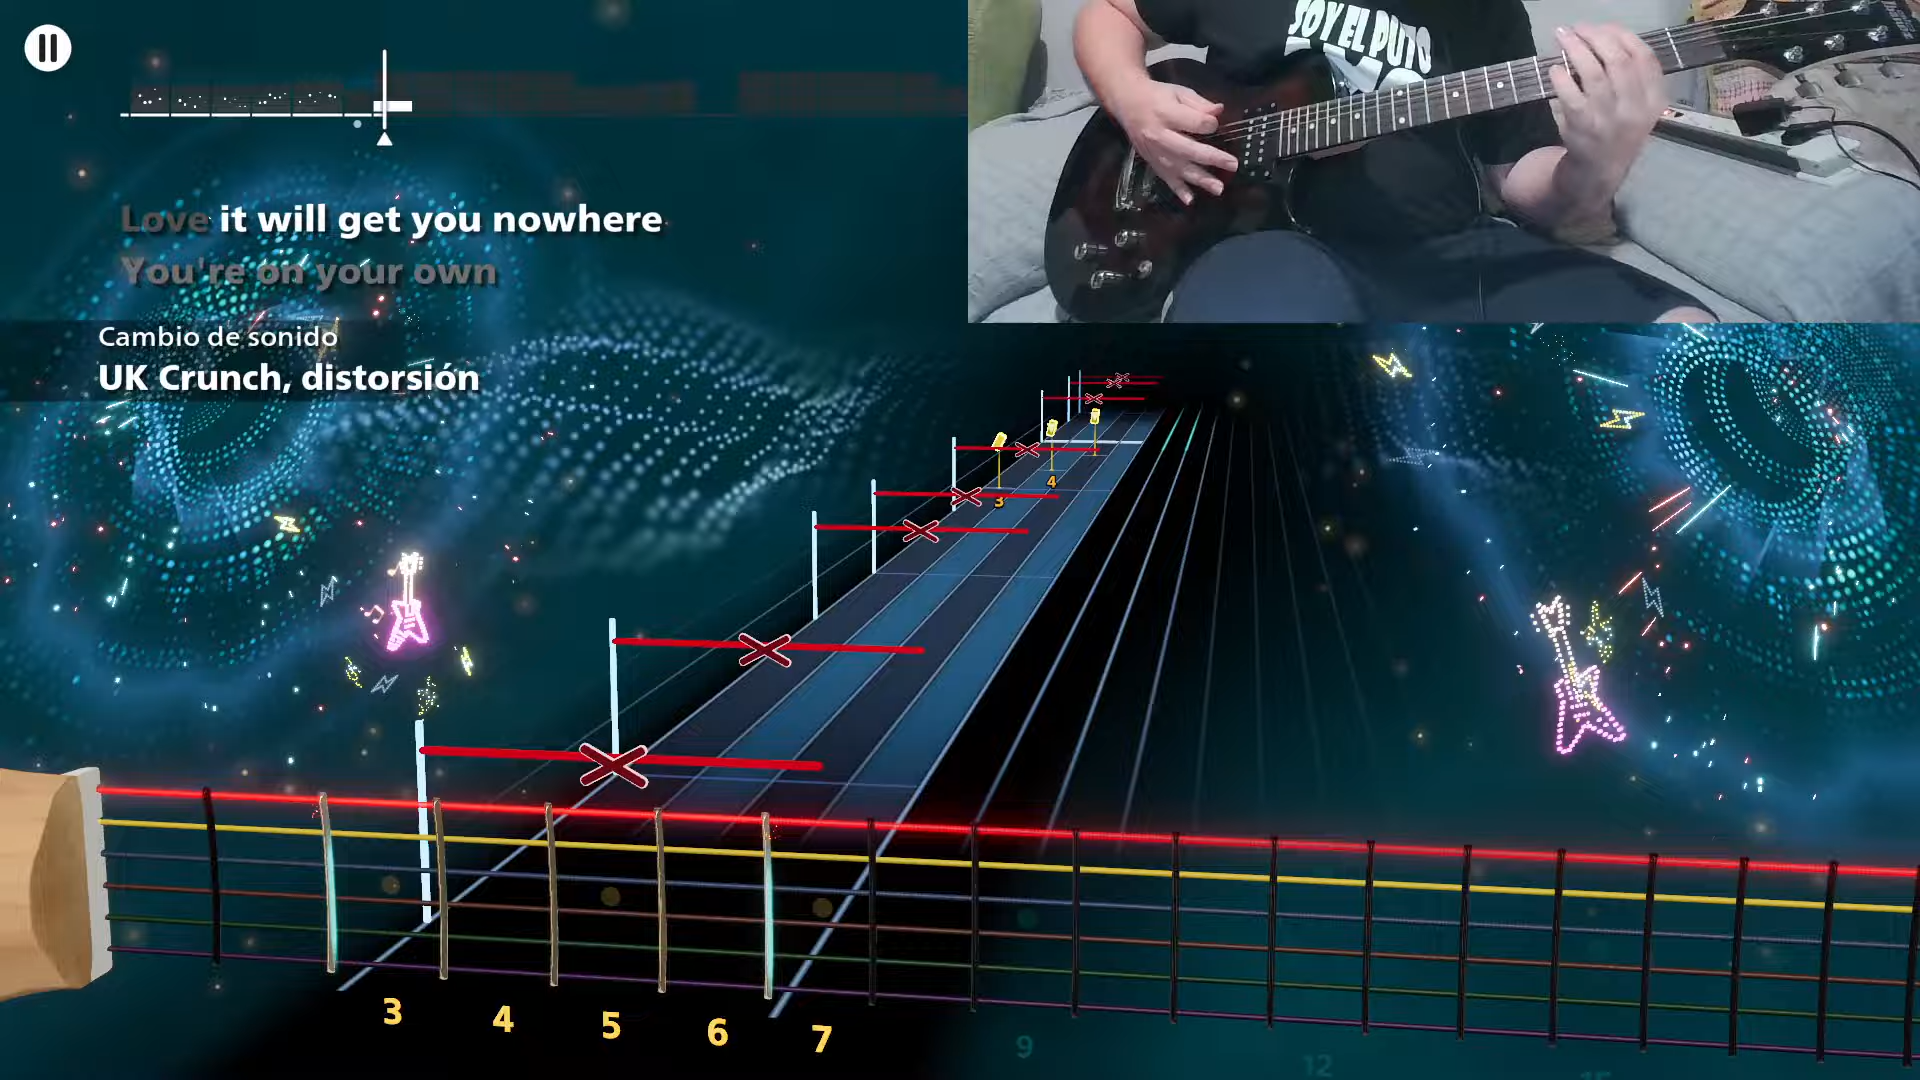 SOY EL PUTO
Love it will get you nowhere
You're on your own
Cambio de sonido
UK Crunch, distorsión
4
3
3 4 5 6 7
9
12